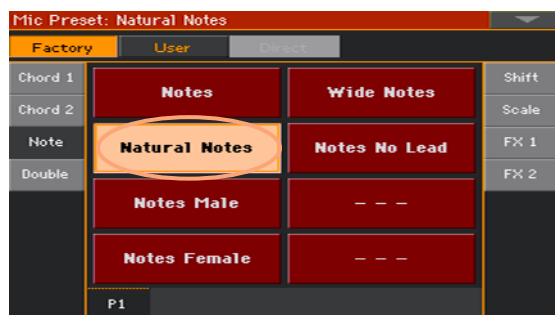 Mic Preset: Natural Notes
Factory User Direct
Chord 1
Chord 2
Note
Double
Notes Wide Notes
Natural Notes Notes No Lead
Notes Male - - -
Notes Female - - -
Shift
Scale
FX 1
FX 2
P1